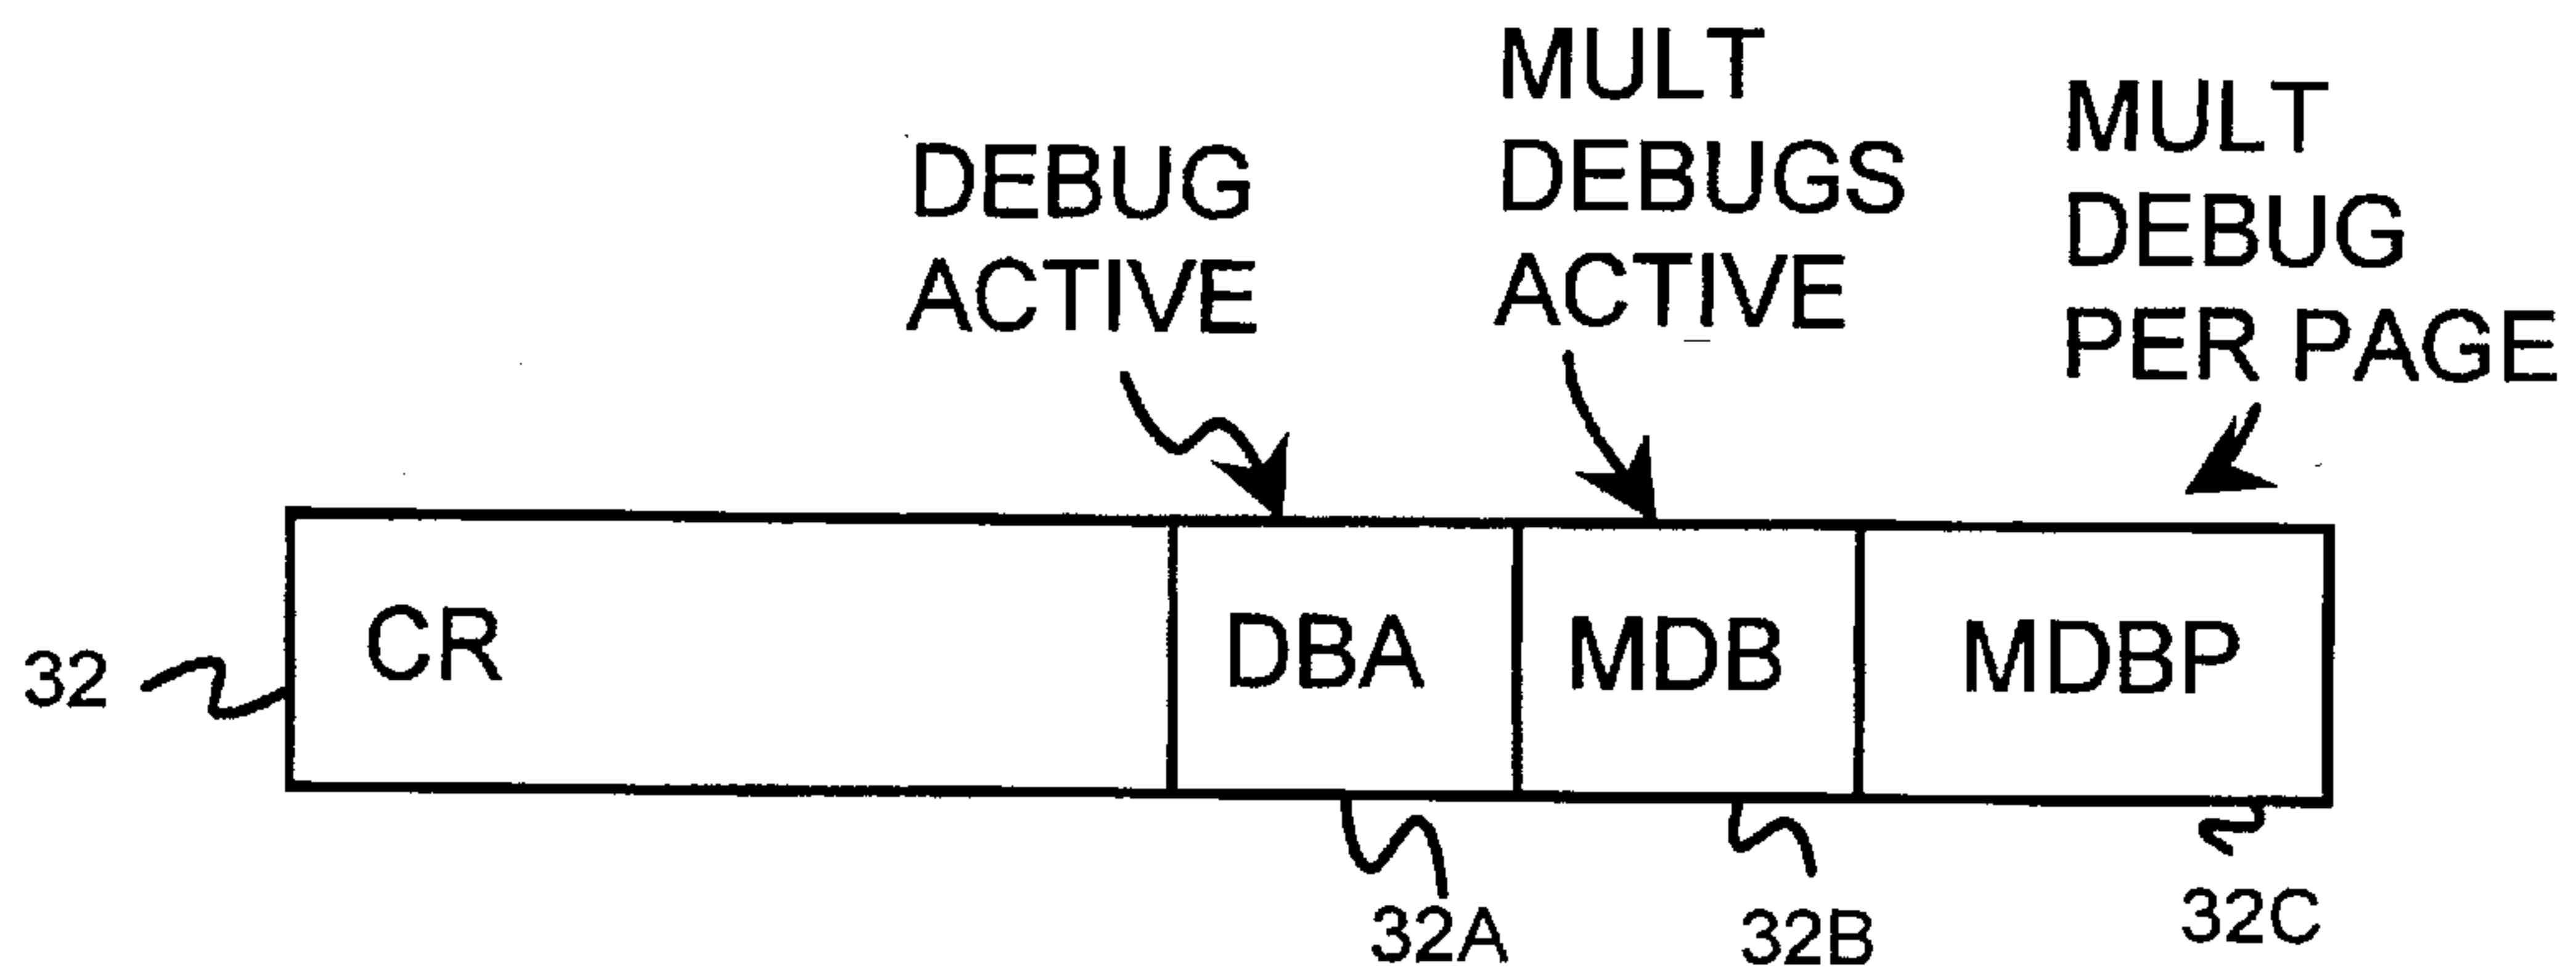 DEBUG
ACTIVE
MULT
DEBUGS
ACTIVE
MULT
DEBUG
PER PAGE
32
CR
DBA
MDB
MDBP
32A
32B
32C